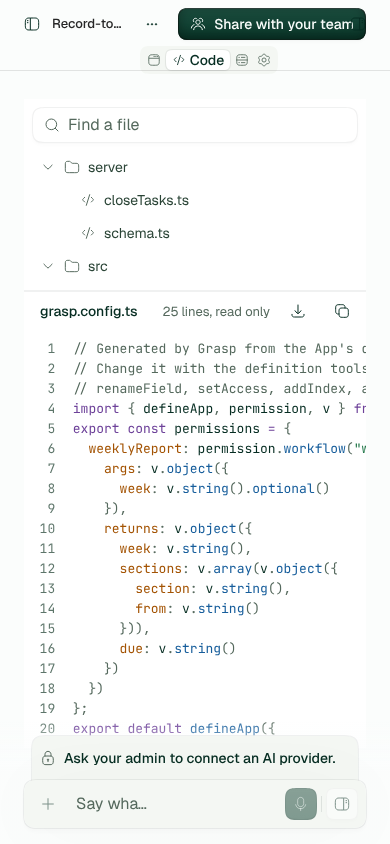 Record-to…
Share with your team
Code
Find a file
server
closeTasks.ts
schema.ts
src
grasp.config.ts
25 lines, read only
1 // Generated by Grasp from the App's
2 // Change it with the definition tools
3 // renameField, setAccess, addIndex,
4 import { defineApp, permission, v }
5 export const permissions = {
6 weeklyReport: permission.workflow(
7 args: v.object({
8 week: v.string().optional()
9 }),
10 returns: v.object({
11 week: v.string(),
12 sections: v.array(v.object({
13 section: v.string(),
14 from: v.string()
15 })),
16 due: v.string()
17 })
18 })
19 };
20 export default defineApp({
Ask your admin to connect an AI provider.
Say wha…